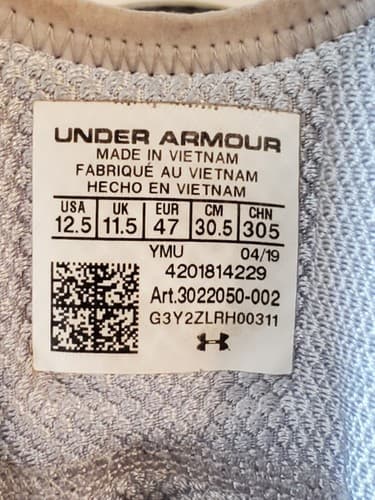 UNDER ARMOUR
MADE IN VIETNAM
FABRIQUÉ AU VIETNAM
HECHO EN VIETNAM
USA UK EUR CM CHN
12.5 11.5 47 30.5 305
YMU 04/19
4201814229
Art.3022050-002
G3Y2ZLRH00311